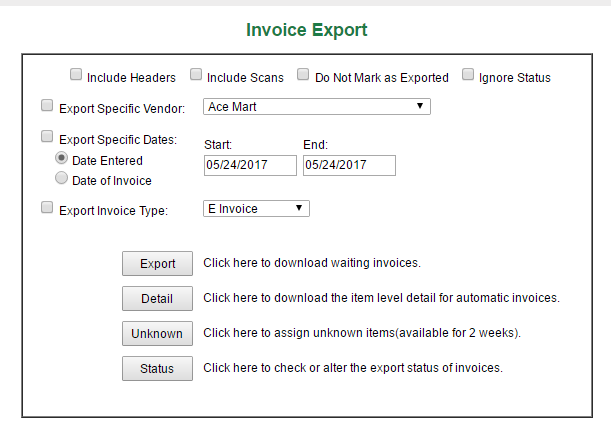 Invoice Export
Include Headers Include Scans Do Not Mark as Exported Ignore Status
Export Specific Vendor: Ace Mart
Export Specific Dates: Start: End:
Date Entered 05/24/2017 05/24/2017
Date of Invoice
Export Invoice Type: E Invoice
Export Click here to download waiting invoices.
Detail Click here to download the item level detail for automatic invoices.
Unknown Click here to assign unknown items(available for 2 weeks).
Status Click here to check or alter the export status of invoices.